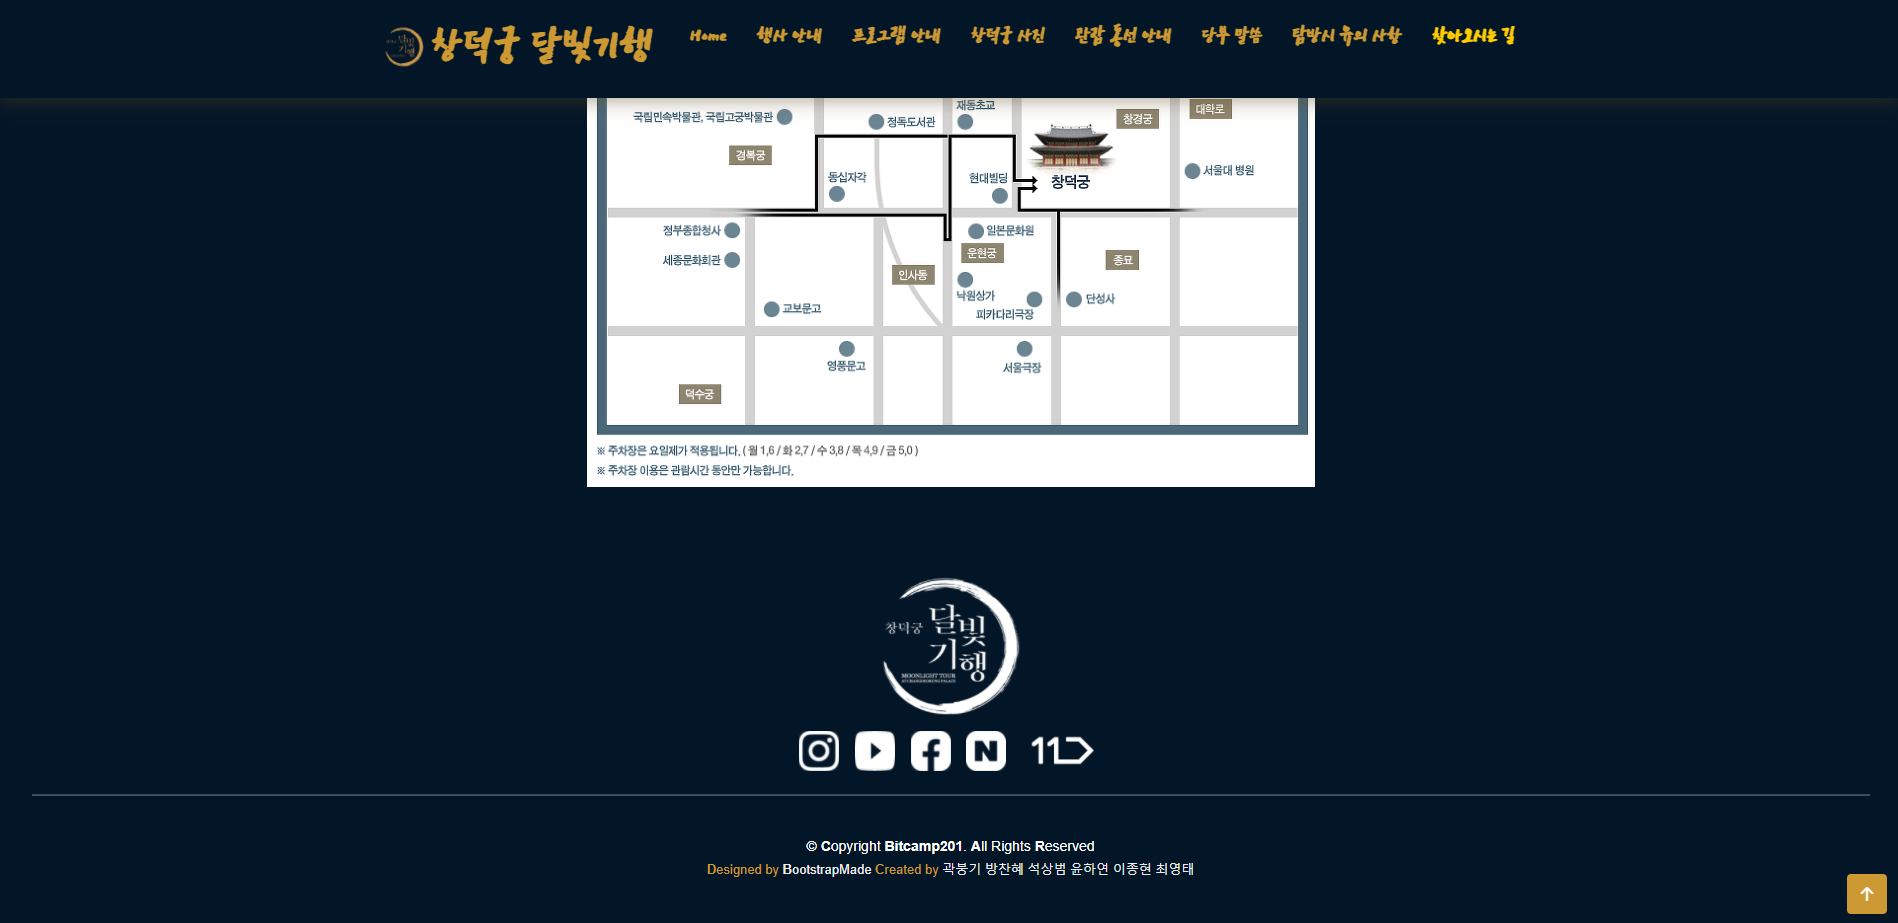 창덕궁 달빛기행
Home 행사 안내 프로그램 안내 창덕궁 사진 관람 동선 안내 당부 말씀 탐방시 유의 사항 찾아오시는 길
국립민속박물관, 국립고궁박물관
정독도서관
재동초교
창경궁
대학로
경복궁
동십자각
현대빌딩
창덕궁
서울대 병원
정부종합청사
일본문화원
세종문화회관
운현궁
종묘
인사동
낙원상가
단성사
교보문고
피카다리극장
영풍문고
서울극장
덕수궁
※ 주차장은 요일제가 적용됩니다. ( 월 1,6 / 화 2,7 / 수 3,8 / 목 4,9 / 금 5,0 )
※ 주차장 이용은 관람시간 동안만 가능합니다.
창덕궁 달빛
기행
MOONLIGHT TOUR
AT CHANGDEOKGUNG PALACE
N 11
© Copyright Bitcamp201. All Rights Reserved
Designed by BootstrapMade Created by 곽붕기 방찬혜 석상범 윤하연 이종현 최영태